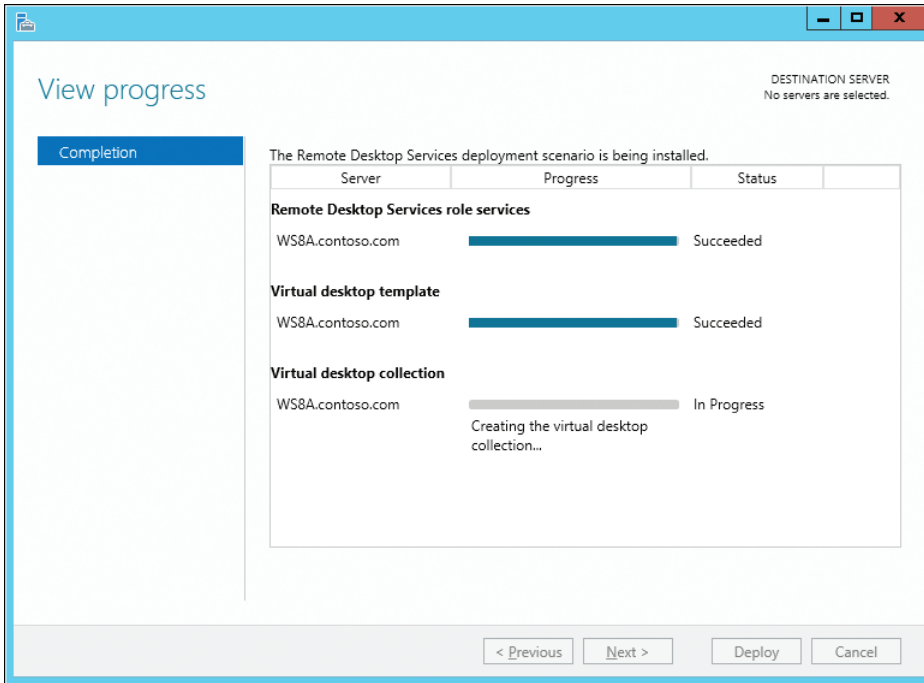 View progress
DESTINATION SERVER
No servers are selected.
Completion
The Remote Desktop Services deployment scenario is being installed.
Server Progress Status
Remote Desktop Services role services
WS8A.contoso.com Succeeded
Virtual desktop template
WS8A.contoso.com Succeeded
Virtual desktop collection
WS8A.contoso.com In Progress
Creating the virtual desktop
collection...
< Previous Next > Deploy Cancel